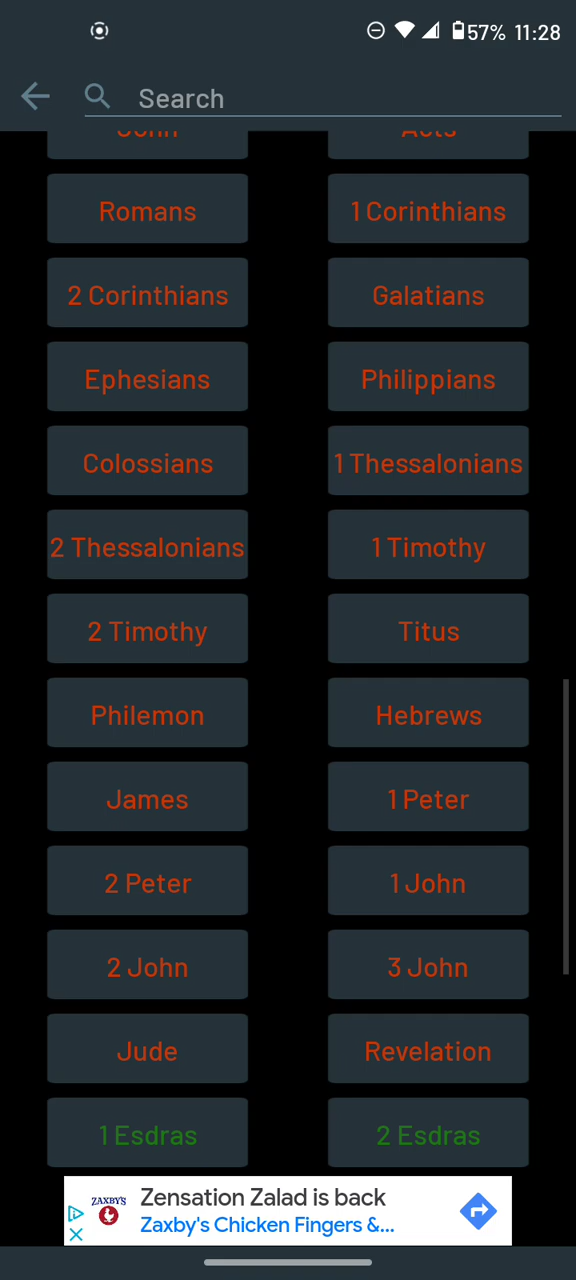 57% 11:28
Search
John Acts
Romans 1 Corinthians
2 Corinthians Galatians
Ephesians Philippians
Colossians 1 Thessalonians
2 Thessalonians 1 Timothy
2 Timothy Titus
Philemon Hebrews
James 1 Peter
2 Peter 1 John
2 John 3 John
Jude Revelation
1 Esdras 2 Esdras
ZAXBY'S
Zensation Zalad is back
Zaxby's Chicken Fingers &...